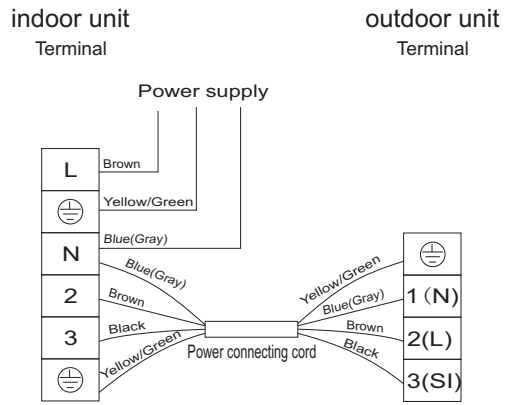 indoor unit
Terminal
outdoor unit
Terminal
Power supply
L
Brown
Yellow/Green
N
Blue(Gray)
Blue(Gray)
2
Brown
3
Black
Yellow/Green
Power connecting cord
Yellow/Green
Blue(Gray)
1(N)
Brown
2(L)
Black
3(SI)